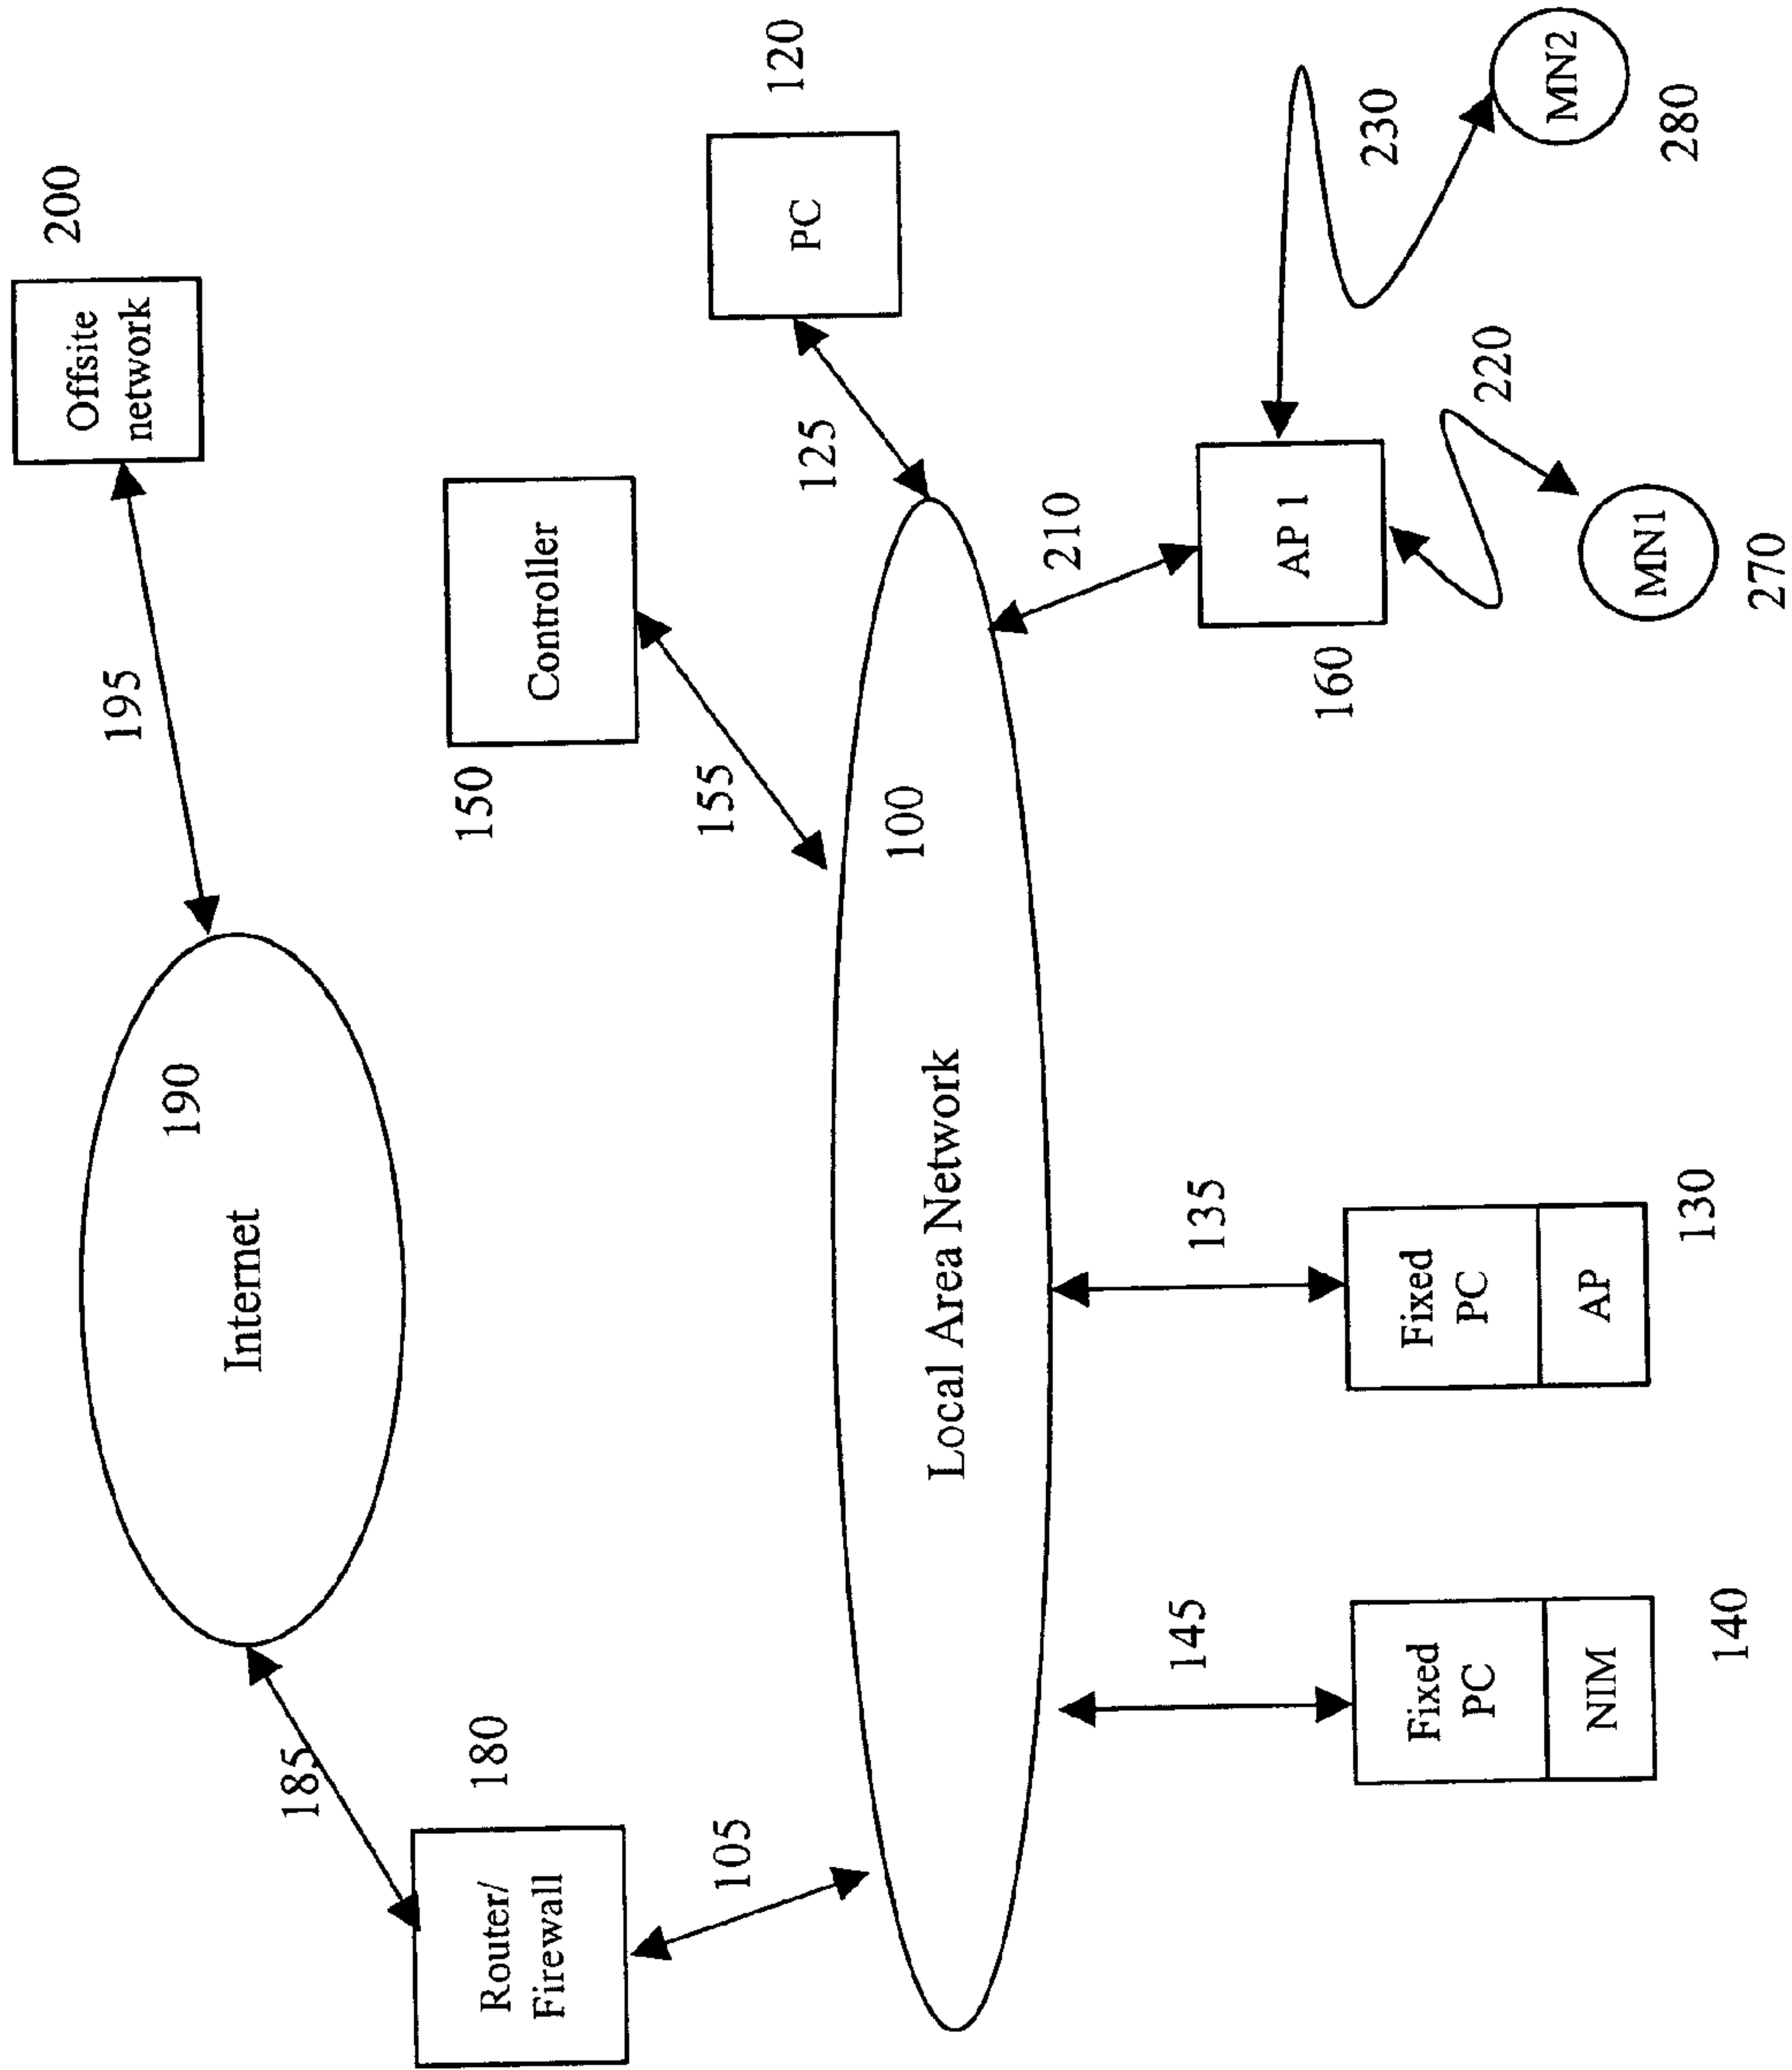 200
Offsite
network
195
190
Internet
185
180
Router/
Firewall
105
150
Controller
155
120
PC
125
100
Local Area Network
210
160
AP 1
230
220
MN2
280
MN1
270
145
Fixed
PC
NIM
140
135
Fixed
PC
AP
130